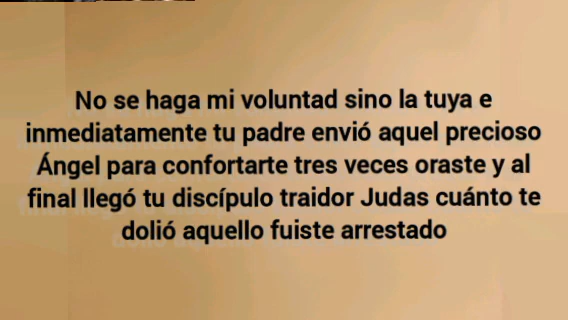 No se haga mi voluntad sino la tuya e
inmediatamente tu padre envió aquel precioso
Ángel para confortarte tres veces oraste y al
final llegó tu discípulo traidor Judas cuánto te
dolió aquello fuiste arrestado